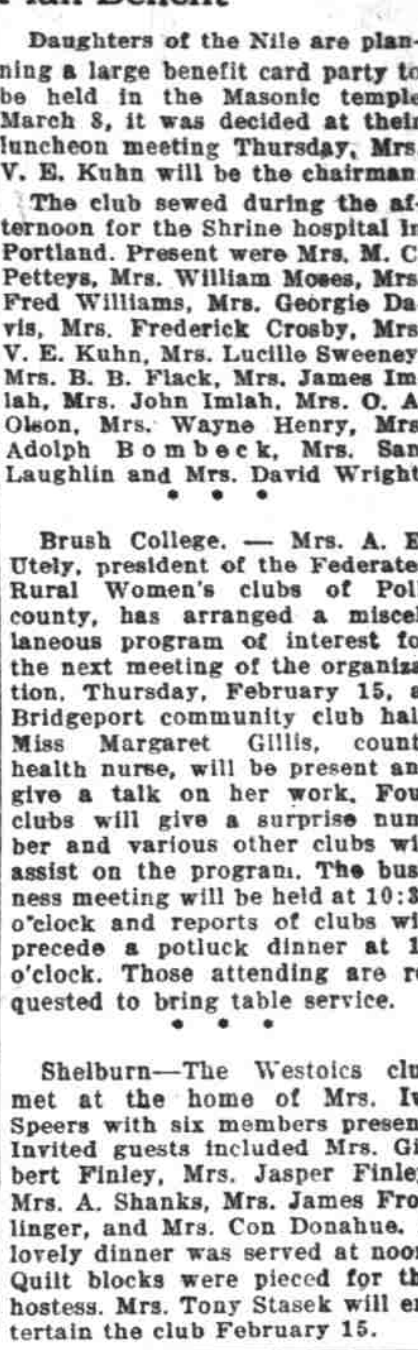 Plan Benefit
Daughters of the Nile are plan-
ning a large benefit card party to
be held in the Masonic temple
March 8, it was decided at their
luncheon meeting Thursday, Mrs.
V. E. Kuhn will be the chairman
The club sewed during the af-
ternoon for the Shrine hospital in
Portland. Present were Mrs. M. C
Petteys, Mrs. William Moses, Mrs
Fred Williams, Mrs. Georgie Da
vis, Mrs. Frederick Crosby, Mrs
V. E. Kuhn, Mrs. Lucille Sweeney
Mrs. B. B. Flack, Mrs. James Im
lah, Mrs. John Imlah, Mrs. O. A
Olson, Mrs. Wayne Henry, Mrs
Adolph Bombeck, Mrs. Sam
Laughlin and Mrs. David Wright
* * *
Brush College. — Mrs. A. E
Utely, president of the Federate
Rural Women's clubs of Pol
county, has arranged a miscel
laneous program of interest fo
the next meeting of the organiza
tion, Thursday, February 15, a
Bridgeport community club hal
Miss Margaret Gillis, count
health nurse, will be present an
give a talk on her work. Fou
clubs will give a surprise num
ber and various other clubs wi
assist on the program. The bus
ness meeting will be held at 10:3
o'clock and reports of clubs wi
precede a potluck dinner at 1
o'clock. Those attending are re
quested to bring table service.
* * *
Shelburn—The Westoics clu
met at the home of Mrs. Iv
Speers with six members presen
Invited guests included Mrs. Gi
bert Finley, Mrs. Jasper Finley
Mrs. A. Shanks, Mrs. James Fro
linger, and Mrs. Con Donahue.
lovely dinner was served at noon
Quilt blocks were pieced for th
hostess. Mrs. Tony Stasek will en
tertain the club February 15.